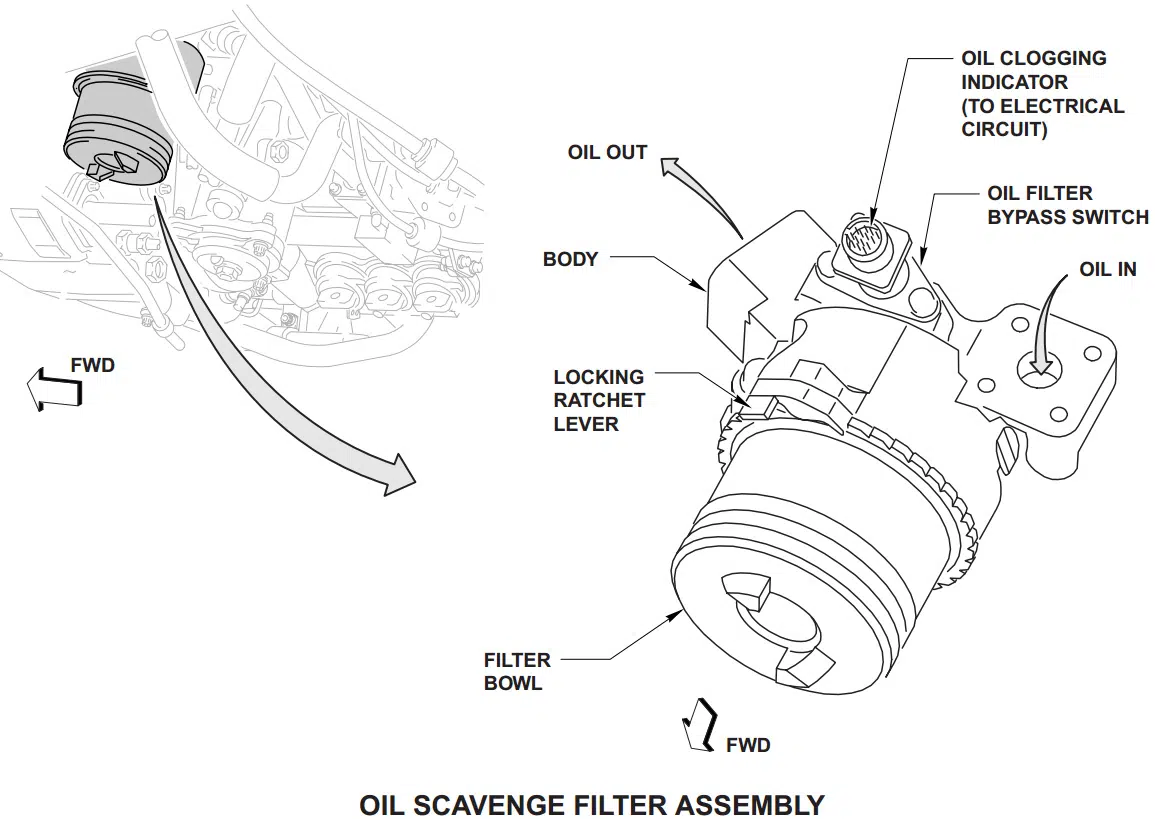 OIL CLOGGING
INDICATOR
(TO ELECTRICAL
CIRCUIT)
OIL OUT
OIL FILTER
BYPASS SWITCH
BODY
OIL IN
FWD
LOCKING
RATCHET
LEVER
FILTER
BOWL
FWD
OIL SCAVENGE FILTER ASSEMBLY